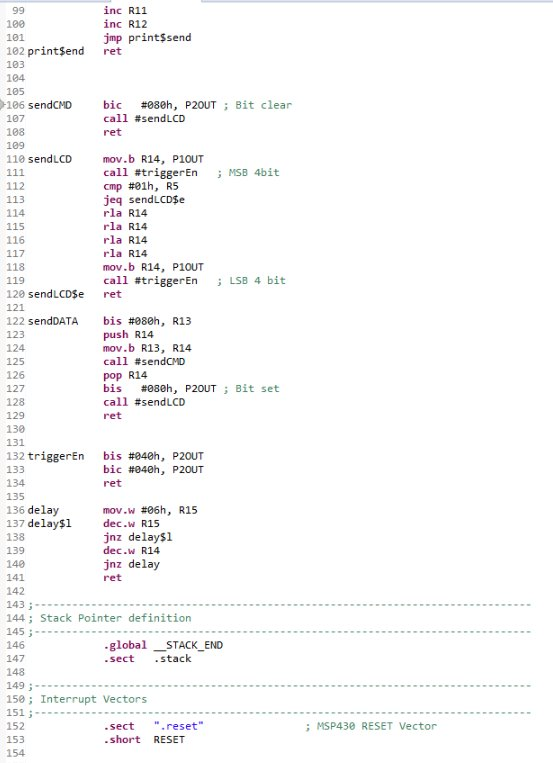 99 inc R11
100 inc R12
101 jmp print$send
102 print$end ret
103
104
105
106 sendCMD bic #080h, P2OUT ; Bit clear
107 call #sendLCD
108 ret
109
110 sendLCD mov.b R14, P1OUT
111 call #triggerEn ; MSB 4bit
112 cmp #01h, R5
113 jeq sendLCD$e
114 rla R14
115 rla R14
116 rla R14
117 rla R14
118 mov.b R14, P1OUT
119 call #triggerEn ; LSB 4 bit
120 sendLCD$e ret
121
122 sendDATA bis #080h, R13
123 push R14
124 mov.b R13, R14
125 call #sendCMD
126 pop R14
127 bis #080h, P2OUT ; Bit set
128 call #sendLCD
129 ret
130
131
132 triggerEn bis #040h, P2OUT
133 bic #040h, P2OUT
134 ret
135
136 delay mov.w #06h, R15
137 delay$l dec.w R15
138 jnz delay$l
139 dec.w R14
140 jnz delay
141 ret
142
143 ;-------------------------------------------------------------------------------
144 ; Stack Pointer definition
145 ;-------------------------------------------------------------------------------
146 .global __STACK_END
147 .sect .stack
148
149 ;-------------------------------------------------------------------------------
150 ; Interrupt Vectors
151 ;-------------------------------------------------------------------------------
152 .sect ".reset" ; MSP430 RESET Vector
153 .short RESET
154